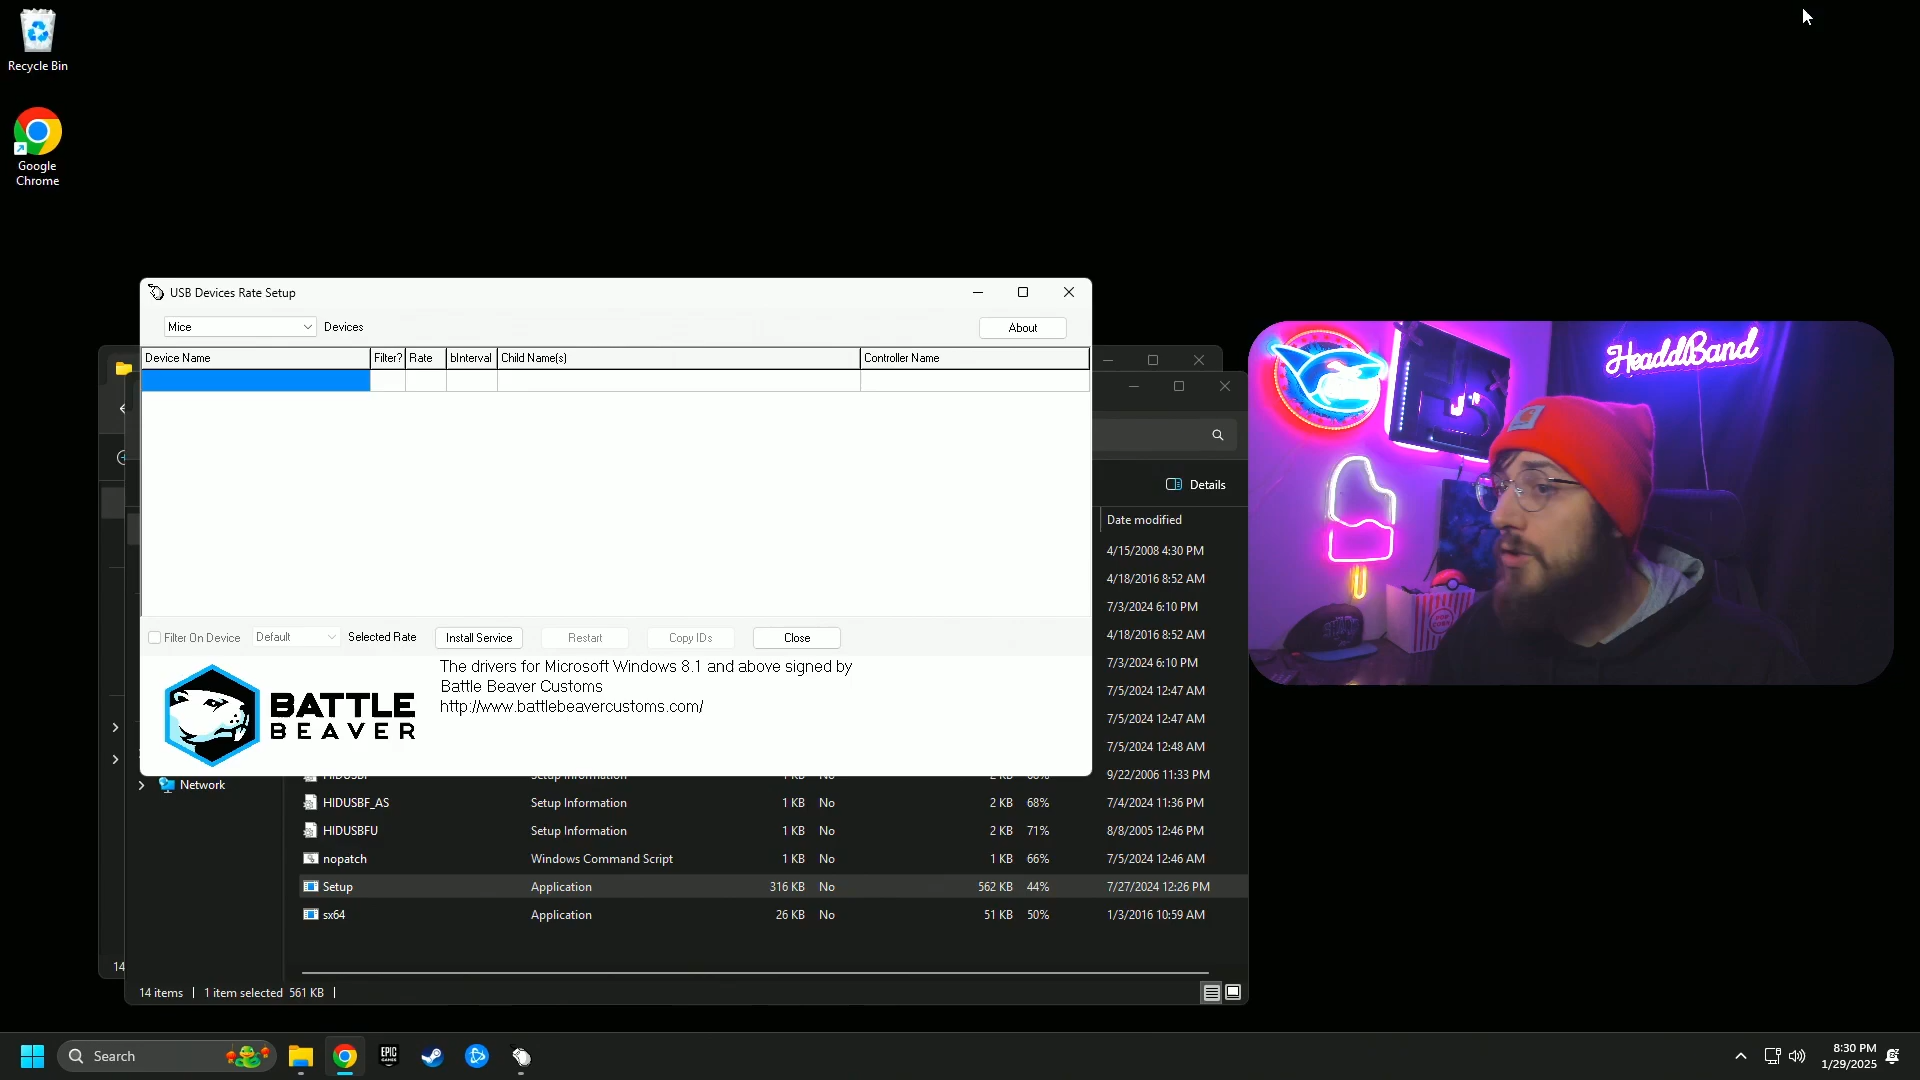 Recycle Bin
Google
Chrome
USB Devices Rate Setup
Mice
Devices
About
Device Name
Filter?
Rate
bInterval
Child Name(s)
Controller Name
Filter On Device
Default
Selected Rate
Install Service
Restart
Copy IDs
Close
BATTLE
BEAVER
The drivers for Microsoft Windows 8.1 and above signed by
Battle Beaver Customs
http://www.battlebeavercustoms.com/
Details
Date modified
4/15/2008 4:30 PM
4/18/2016 8:52 AM
7/3/2024 6:10 PM
4/18/2016 8:52 AM
7/3/2024 6:10 PM
7/5/2024 12:47 AM
7/5/2024 12:47 AM
7/5/2024 12:48 AM
9/22/2006 11:33 PM
Network
HIDUSBF_AS Setup Information 1 KB No 2 KB 68% 7/4/2024 11:36 PM
HIDUSBFU Setup Information 1 KB No 2 KB 71% 8/8/2005 12:46 PM
nopatch Windows Command Script 1 KB No 1 KB 66% 7/5/2024 12:46 AM
Setup Application 316 KB No 562 KB 44% 7/27/2024 12:26 PM
sx64 Application 26 KB No 51 KB 50% 1/3/2016 10:59 AM
14
14 items 1 item selected 561 KB
HeaddBand
Search
EPIC
GAMES
8:30 PM
1/29/2025